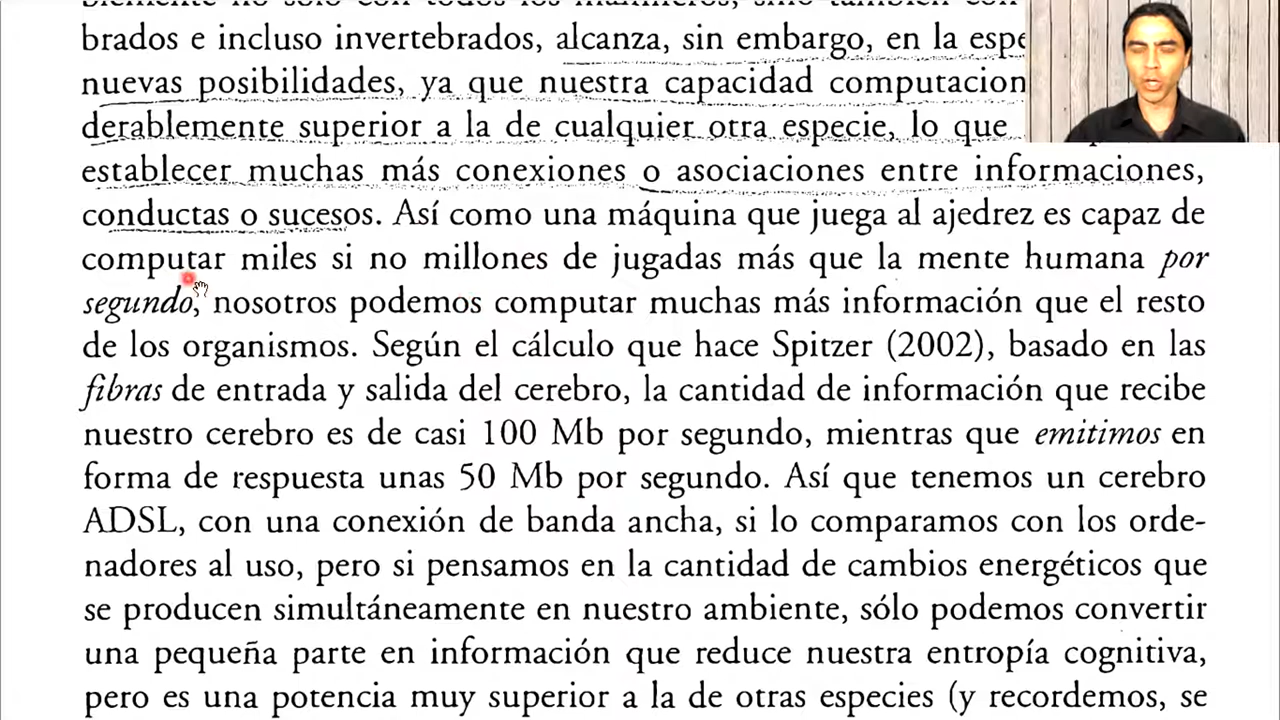 brados e incluso invertebrados, alcanza, sin embargo, en la espe
nuevas posibilidades, ya que nuestra capacidad computacion
derablemente superior a la de cualquier otra especie, lo que
establecer muchas más conexiones o asociaciones entre informaciones,
conductas o sucesos. Así como una máquina que juega al ajedrez es capaz de
computar miles si no millones de jugadas más que la mente humana por
segundo, nosotros podemos computar muchas más información que el resto
de los organismos. Según el cálculo que hace Spitzer (2002), basado en las
fibras de entrada y salida del cerebro, la cantidad de información que recibe
nuestro cerebro es de casi 100 Mb por segundo, mientras que emitimos en
forma de respuesta unas 50 Mb por segundo. Así que tenemos un cerebro
ADSL, con una conexión de banda ancha, si lo comparamos con los orde-
nadores al uso, pero si pensamos en la cantidad de cambios energéticos que
se producen simultáneamente en nuestro ambiente, sólo podemos convertir
una pequeña parte en información que reduce nuestra entropía cognitiva,
pero es una potencia muy superior a la de otras especies (y recordemos, se